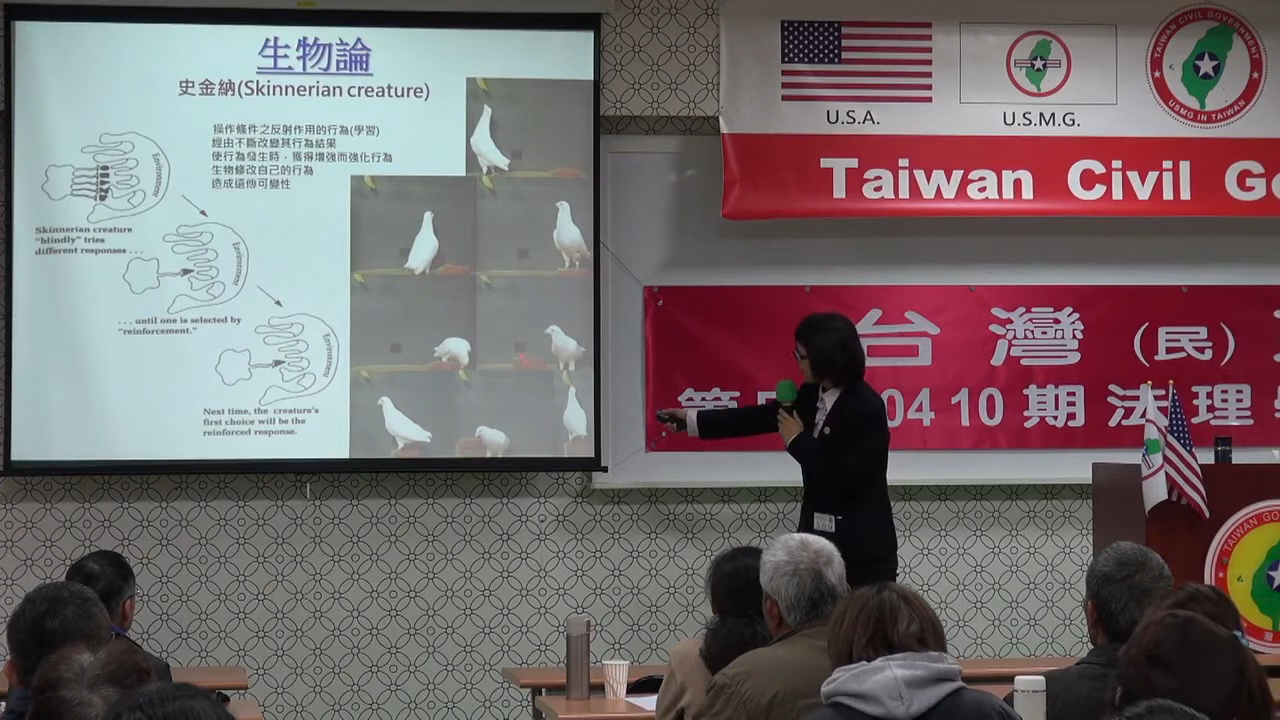 生物論
史金納(Skinnerian creature)
操作條件之反射作用的行為(學習)
經由不斷改變其行為結果
使行為發生時，獲得增強而強化行為
生物修改自己的行為
造成遺傳可變性
Environment
Skinnerian creature
"blindly" tries
different responses . . .
Environment
. . . until one is selected by
"reinforcement."
Environment
Next time, the creature's
first choice will be the
reinforced response.
U.S.A.
U.S.M.G.
TAIWAN CIVIL GOVERNMENT
USMG IN TAIWAN
Taiwan Civil
台灣(民)
04 10 期 法 理